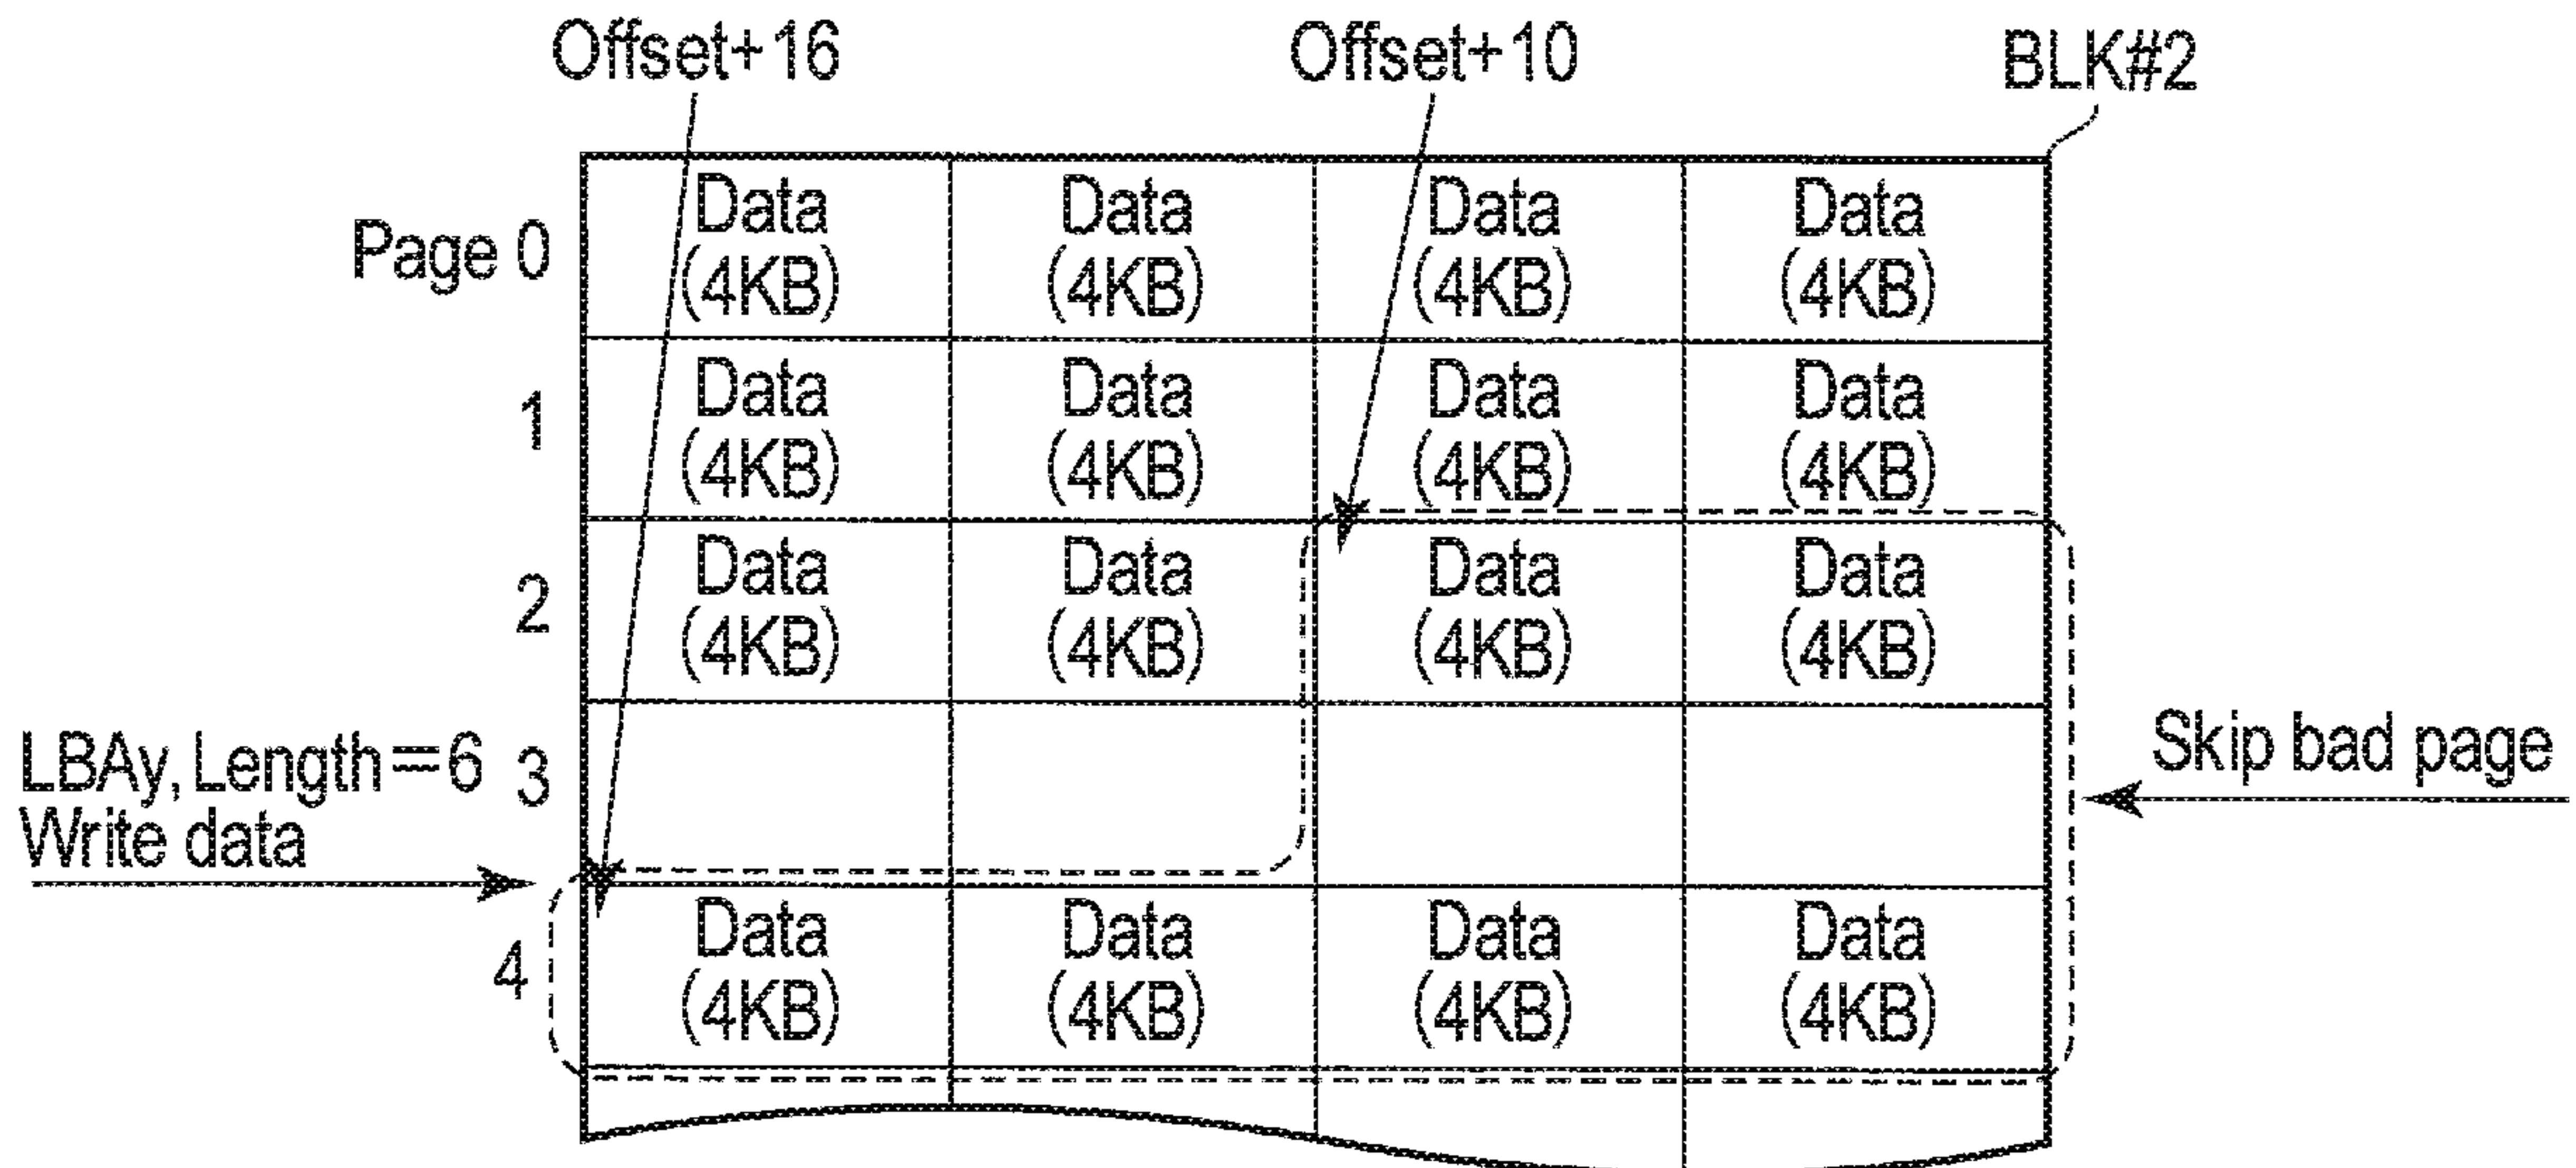 Offset+16 Offset+10 BLK#2
Page 0 Data Data Data Data
(4KB) (4KB) (4KB) (4KB)
1 Data Data Data Data
(4KB) (4KB) (4KB) (4KB)
2 Data Data Data Data
(4KB) (4KB) (4KB) (4KB)
LBAy, Length=6 3 Skip bad page
Write data
4 Data Data Data Data
(4KB) (4KB) (4KB) (4KB)